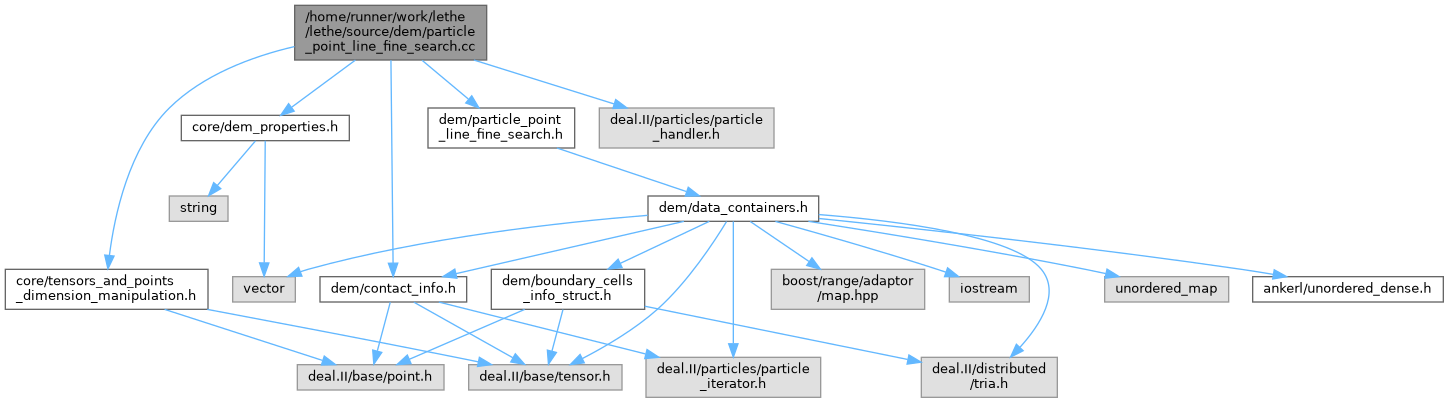 /home/runner/work/lethe
/lethe/source/dem/particle
_point_line_fine_search.cc
core/dem_properties.h
dem/particle_point
_line_fine_search.h
deal.II/particles/particle
_handler.h
string
dem/data_containers.h
core/tensors_and_points
_dimension_manipulation.h
vector
dem/contact_info.h
dem/boundary_cells
_info_struct.h
boost/range/adaptor
/map.hpp
iostream
unordered_map
ankerl/unordered_dense.h
deal.II/base/point.h
deal.II/base/tensor.h
deal.II/particles/particle
_iterator.h
deal.II/distributed
/tria.h